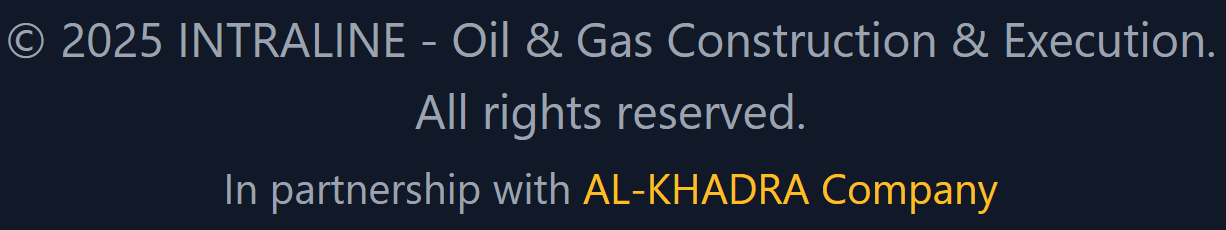 © 2025 INTRALINE - Oil & Gas Construction & Execution.
All rights reserved.
In partnership with AL-KHADRA Company